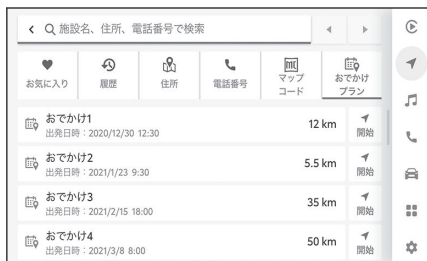 施設名、住所、電話番号で検索
お気に入り
履歴
住所
電話番号
マップ
コード
おでかけ
プラン
おでかけ1
出発日時：2020/12/30 12:30
12 km
開始
おでかけ2
出発日時：2021/1/23 9:30
5.5 km
開始
おでかけ3
出発日時：2021/2/15 18:00
35 km
開始
おでかけ4
出発日時：2021/3/8 8:00
50 km
開始